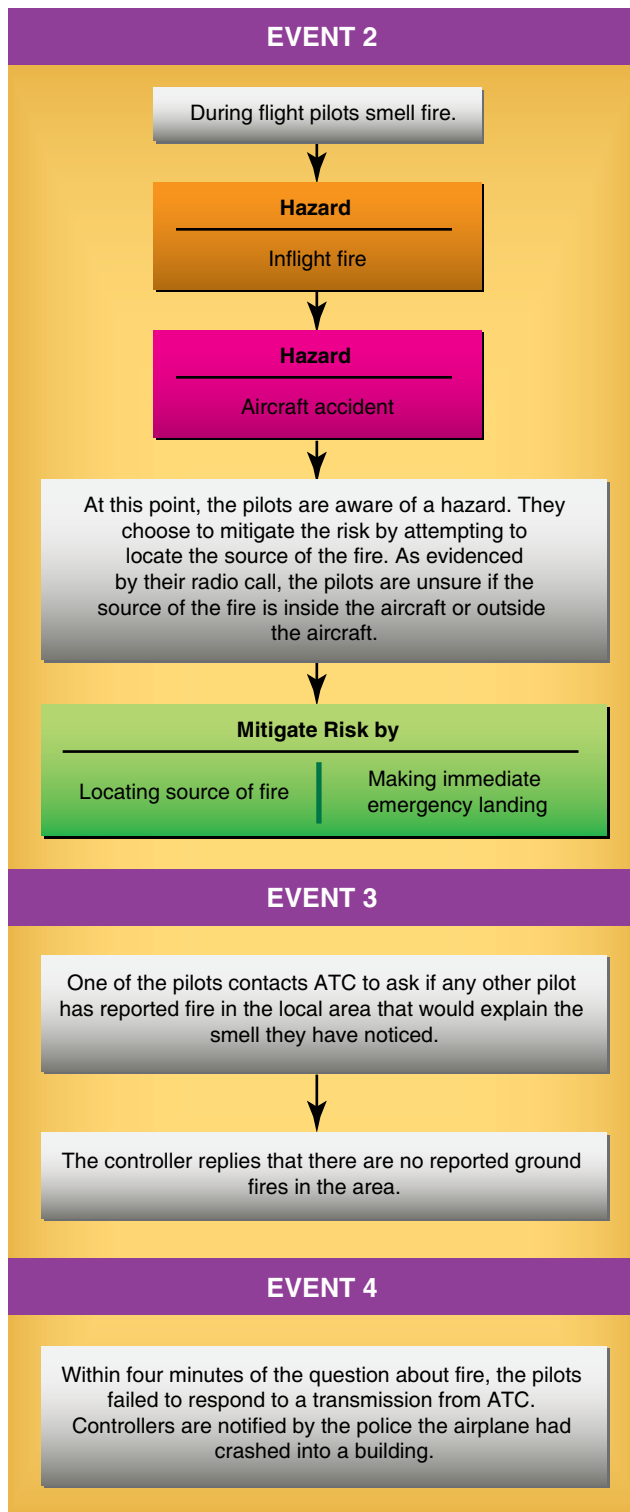 EVENT 2
During flight pilots smell fire.
Hazard
Inflight fire
Hazard
Aircraft accident
At this point, the pilots are aware of a hazard. They
choose to mitigate the risk by attempting to
locate the source of the fire. As evidenced
by their radio call, the pilots are unsure if the
source of the fire is inside the aircraft or outside
the aircraft.
Mitigate Risk by
Locating source of fire
Making immediate
emergency landing
EVENT 3
One of the pilots contacts ATC to ask if any other pilot
has reported fire in the local area that would explain the
smell they have noticed.
The controller replies that there are no reported ground
fires in the area.
EVENT 4
Within four minutes of the question about fire, the pilots
failed to respond to a transmission from ATC.
Controllers are notified by the police the airplane had
crashed into a building.